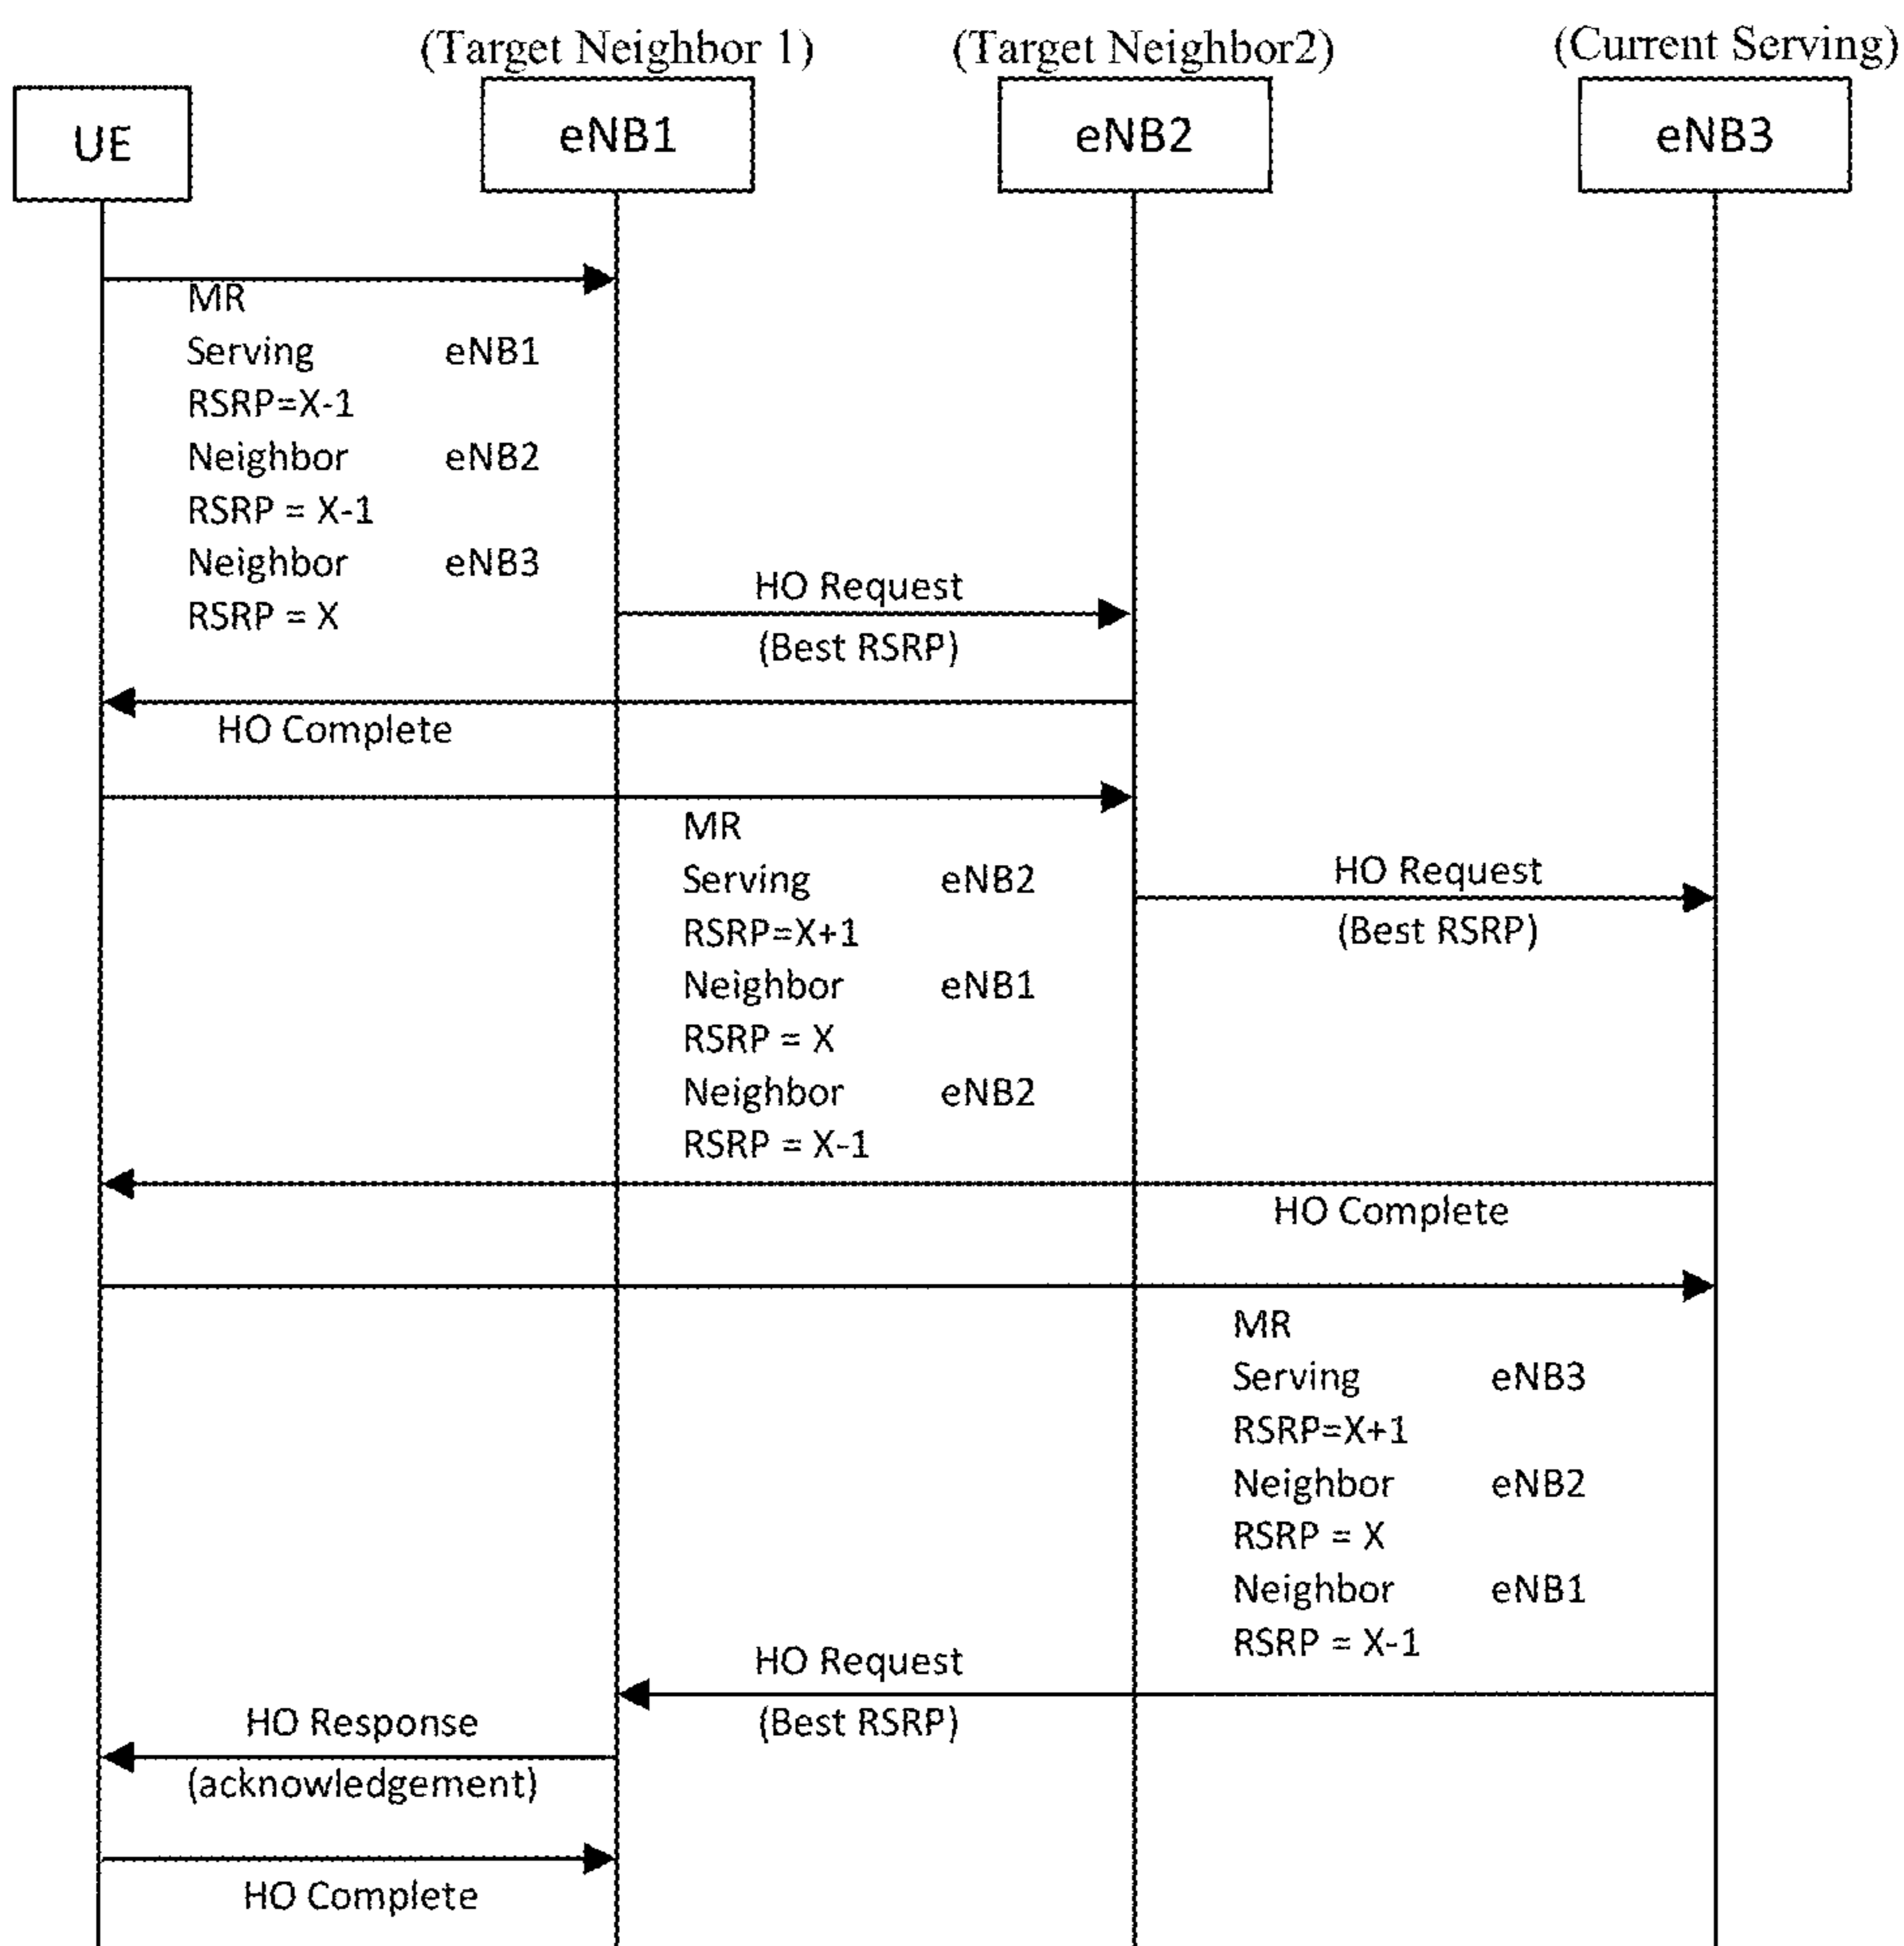 (Target Neighbor 1)
(Target Neighbor2)
(Current Serving)
UE
eNB1
eNB2
eNB3
MR
Serving eNB1
RSRP=X-1
Neighbor eNB2
RSRP = X-1
Neighbor eNB3
RSRP = X
HO Request
(Best RSRP)
HO Complete
MR
Serving eNB2
RSRP=X+1
Neighbor eNB1
RSRP = X
Neighbor eNB2
RSRP = X-1
HO Request
(Best RSRP)
HO Complete
MR
Serving eNB3
RSRP=X+1
Neighbor eNB2
RSRP = X
Neighbor eNB1
RSRP = X-1
HO Request
(Best RSRP)
HO Response
(acknowledgement)
HO Complete